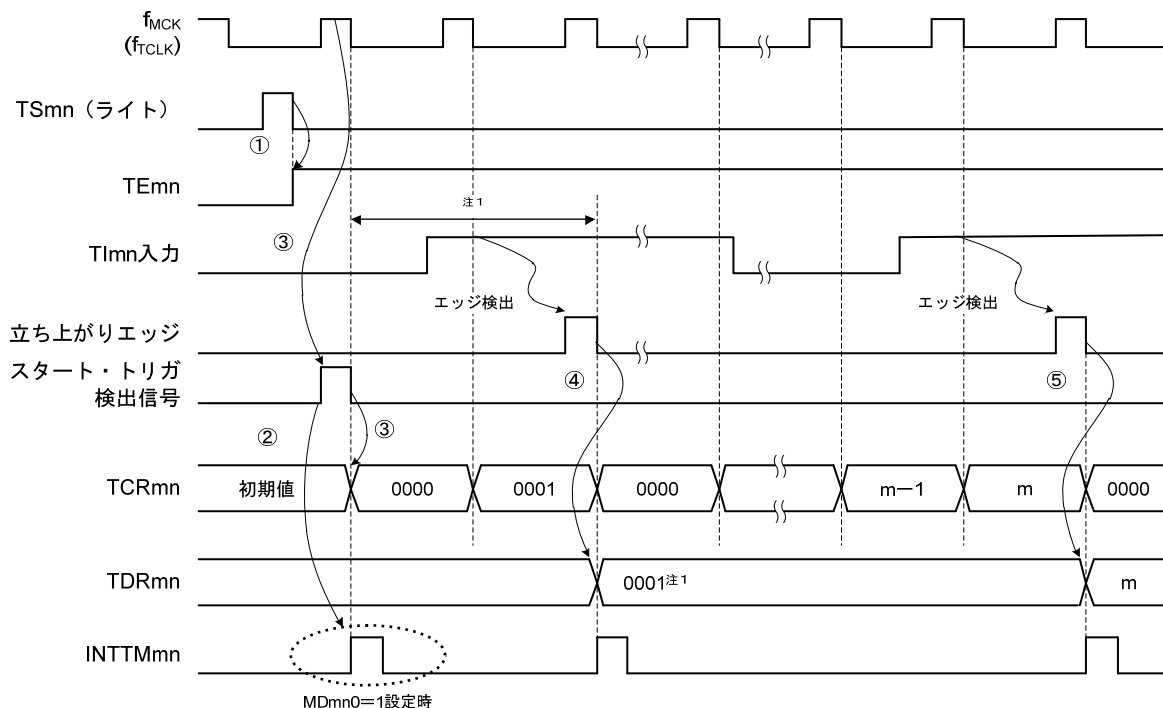 fMCK
(fTCLK)
TSmn（ライト）
①
TEmn
注1
③
TImn入力
エッジ検出
エッジ検出
立ち上がりエッジ
スタート・トリガ
検出信号
④
⑤
②
③
TCRmn
初期値
0000
0001
0000
m－1
m
0000
TDRmn
0001注1
m
INTTMmn
MDmn0＝1設定時